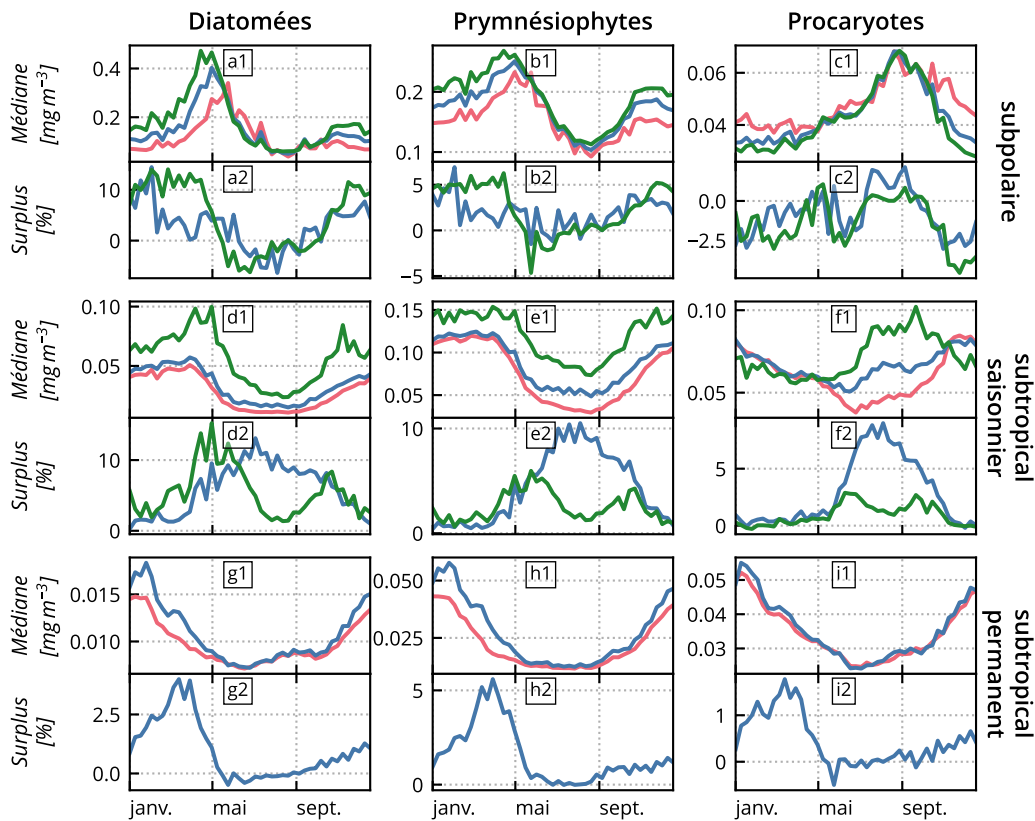 Diatomées Prymnésiophytes Procaryotes
Médiane
[mg m⁻³]
0.4
0.2
a1
0.2
0.1
b1
0.06
0.04
c1
subpolaire
Surplus
[%]
10
0
a2
5
0
−5
b2
0.0
−2.5
c2
Médiane
[mg m⁻³]
0.10
0.05
d1
0.15
0.10
0.05
e1
0.10
0.05
f1
subtropical
saisonnier
Surplus
[%]
10
0
d2
10
0
e2
5
0
f2
Médiane
[mg m⁻³]
0.015
0.010
g1
0.050
0.025
h1
0.05
0.04
0.03
i1
subtropical
permanent
Surplus
[%]
2.5
0.0
g2
5
0
h2
1
0
i2
janv. mai sept. janv. mai sept. janv. mai sept.